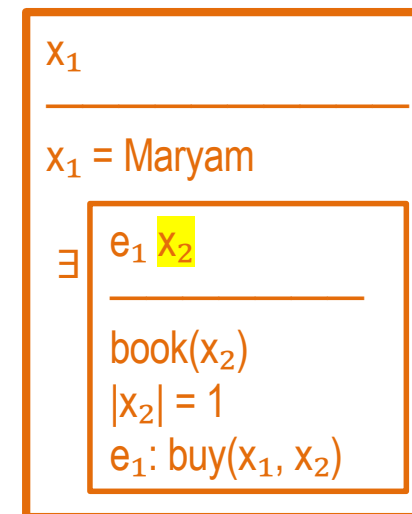 x₁
x₁ = Maryam
∃ e₁ x₂
book(x₂)
|x₂| = 1
e₁: buy(x₁, x₂)